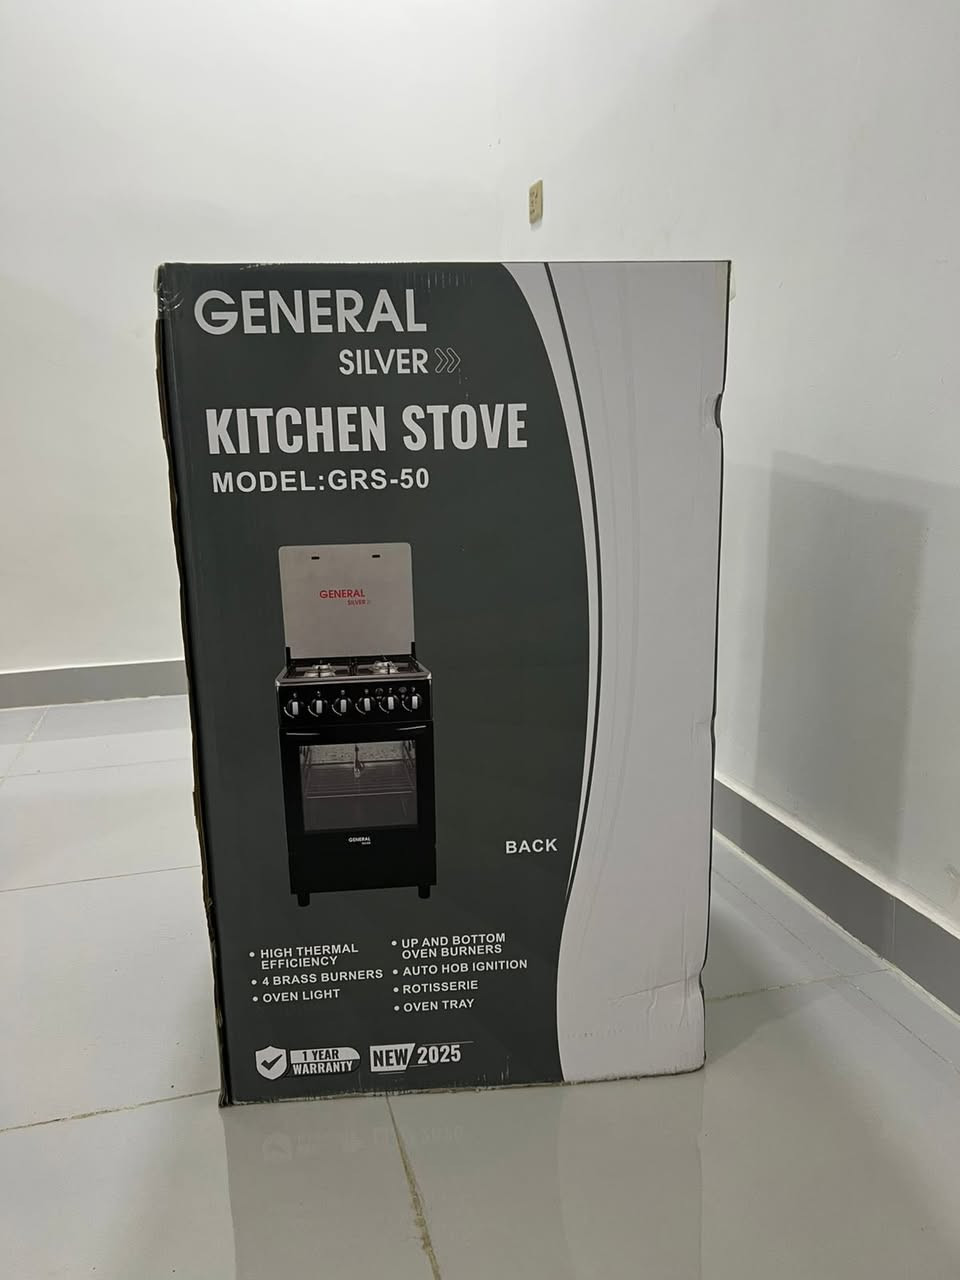 GENERAL
SILVER
KITCHEN STOVE
MODEL:GRS-50
GENERAL
SILVER
GENERAL
SILVER
BACK
• HIGH THERMAL
EFFICIENCY
• 4 BRASS BURNERS
• OVEN LIGHT
• UP AND BOTTOM
OVEN BURNERS
• AUTO HOB IGNITION
• ROTISSERIE
• OVEN TRAY
1 YEAR
WARRANTY
NEW 2025